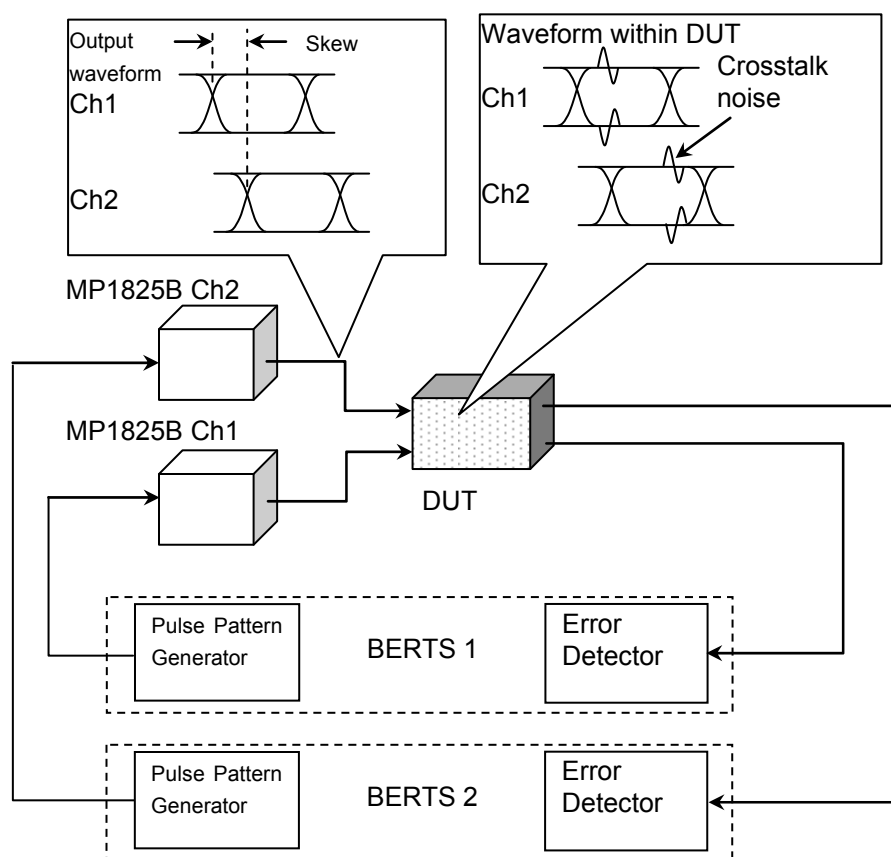 Output
waveform
Skew
Ch1
Ch2
Waveform within DUT
Crosstalk
noise
Ch1
Ch2
MP1825B Ch2
MP1825B Ch1
DUT
Pulse Pattern
Generator
BERTS 1
Error
Detector
Pulse Pattern
Generator
BERTS 2
Error
Detector